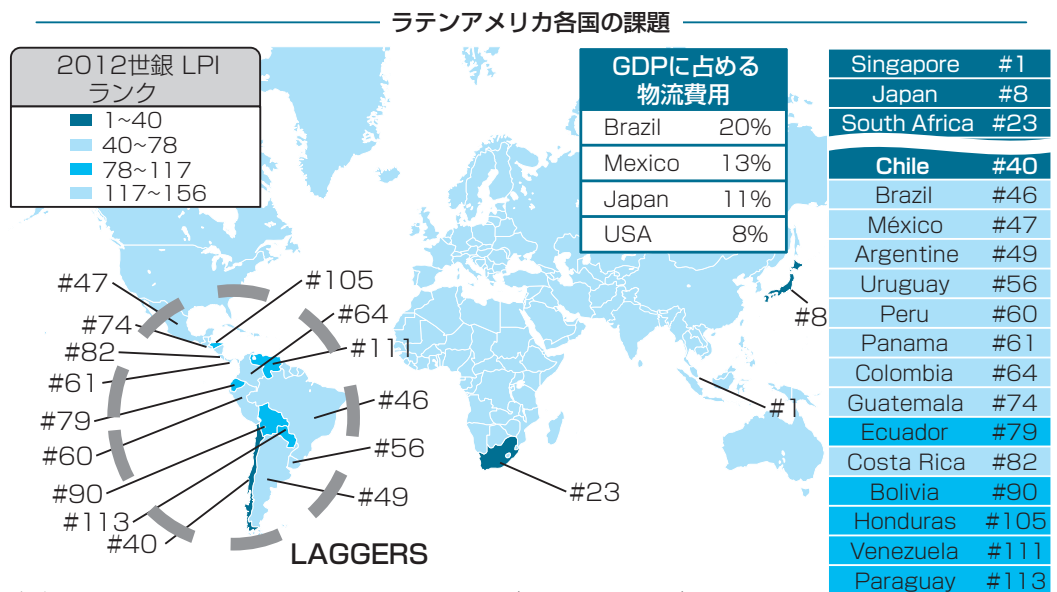 ラテンアメリカ各国の課題
2012世銀 LPI
ランク
1~40
40~78
78~117
117~156
GDPに占める
物流費用
Brazil 20%
Mexico 13%
Japan 11%
USA 8%
Singapore #1
Japan #8
South Africa #23
Chile #40
Brazil #46
México #47
Argentine #49
Uruguay #56
Peru #60
Panama #61
Colombia #64
Guatemala #74
Ecuador #79
Costa Rica #82
Bolivia #90
Honduras #105
Venezuela #111
Paraguay #113
#47
#105
#74
#64
#82
#111
#61
#46
#79
#56
#60
#90
#49
#113
#40
#8
#1
#23
LAGGERS